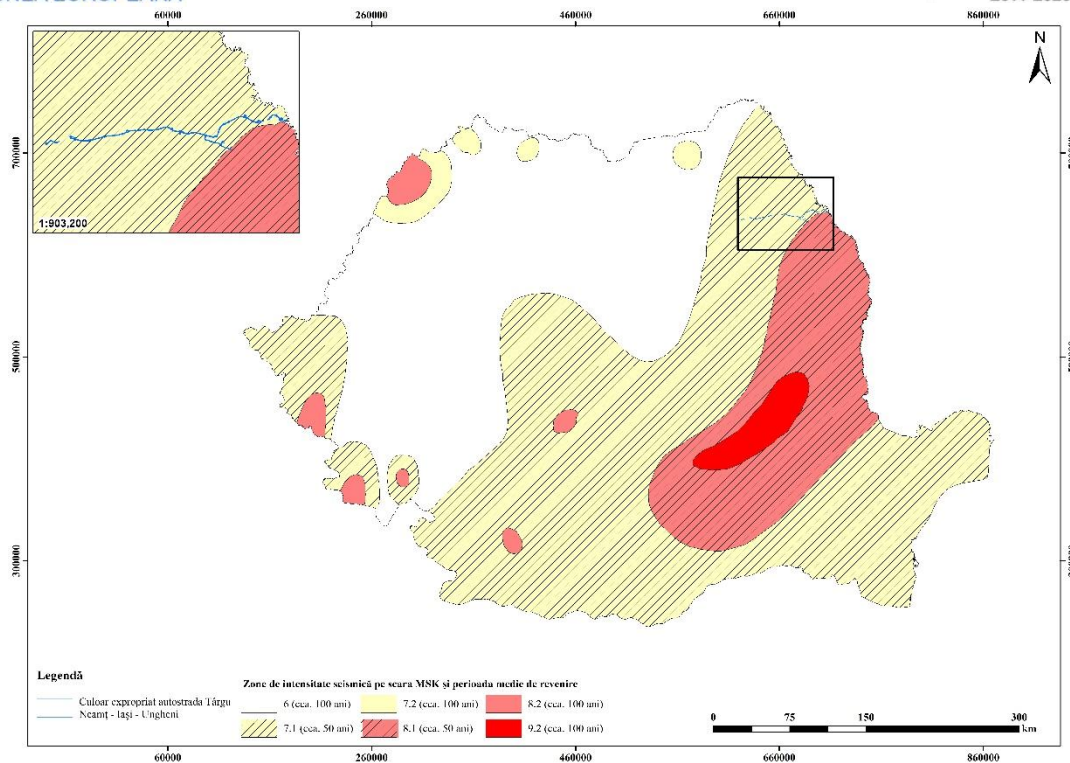 60000 260000 460000 660000 860000
N
700000
1:903,200
500000
300000
Legendă
Culoar expropriat autostrada Târgu
Neamț - Iași - Ungheni
Zone de intensitate seismică pe scara MSK și perioada medie de revenire
6 (cca. 100 ani) 7.2 (cca. 100 ani) 8.2 (cca. 100 ani)
7.1 (cca. 50 ani) 8.1 (cca. 50 ani) 9.2 (cca. 100 ani)
0 75 150 300
km
60000 260000 460000 660000 860000